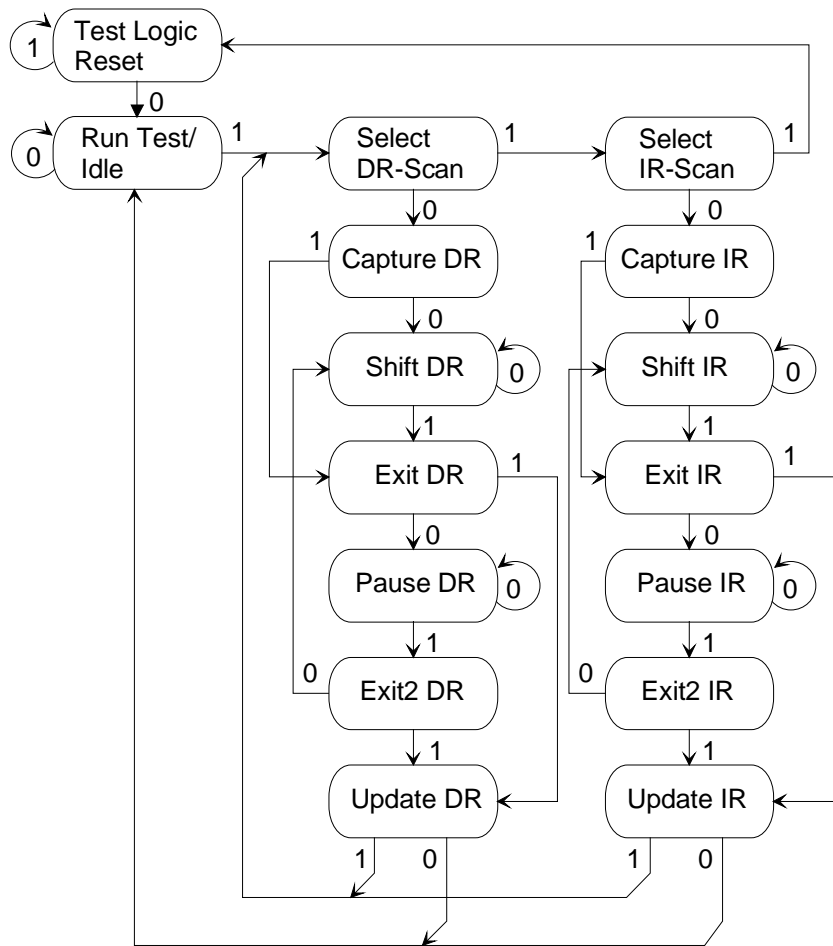 Test Logic
Reset
1
0
Run Test/
Idle
0
1
Select
DR-Scan
1
Select
IR-Scan
1
0
0
1
Capture DR
1
Capture IR
0
0
Shift DR
0
Shift IR
0
1
1
Exit DR
1
Exit IR
1
0
0
Pause DR
0
Pause IR
0
1
1
0
Exit2 DR
0
Exit2 IR
1
1
Update DR
Update IR
1
0
1
0